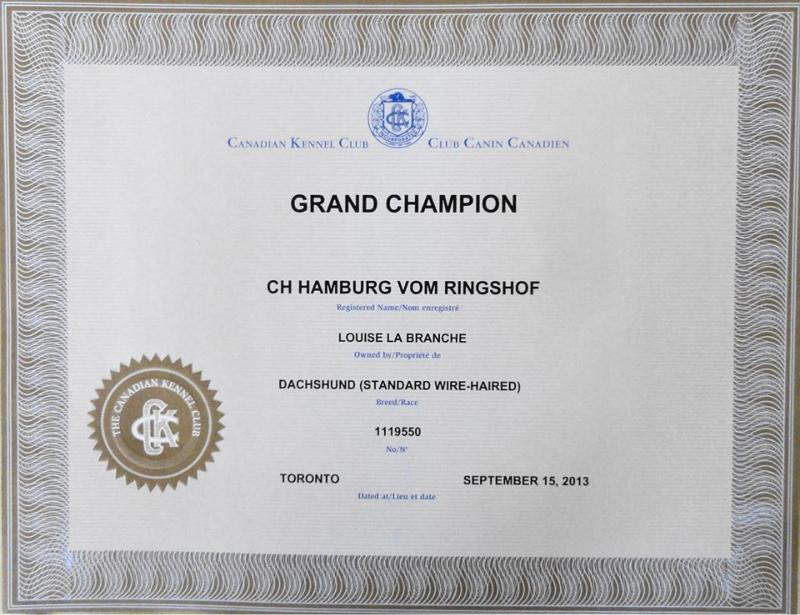 CANADIAN KENNEL CLUB CLUB CANIN CANADIEN
GRAND CHAMPION
CH HAMBURG VOM RINGSHOF
Registered Name/Nom enregistré
LOUISE LA BRANCHE
Owned by/Propriété de
DACHSHUND (STANDARD WIRE-HAIRED)
Breed/Race
1119550
No/N°
TORONTO SEPTEMBER 15, 2013
Dated at/Lieu et date
THE CANADIAN KENNEL CLUB
CKC